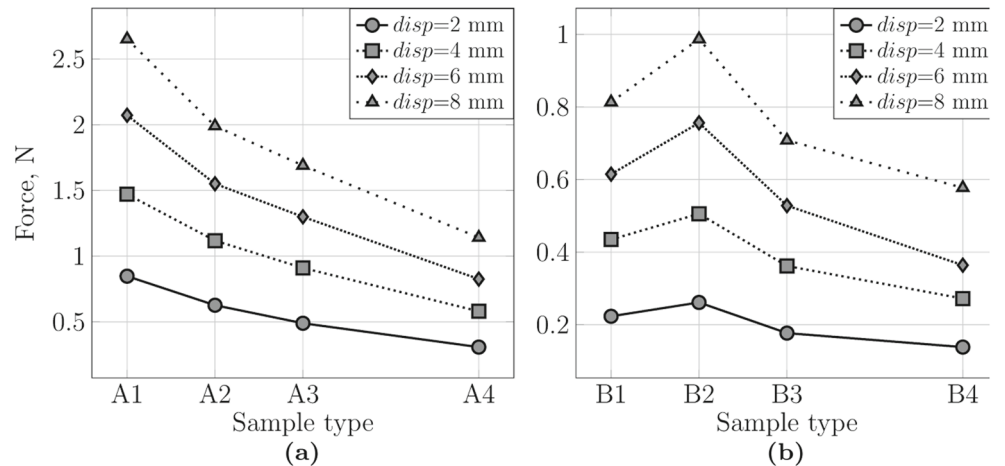 disp=2 mm
disp=4 mm
disp=6 mm
disp=8 mm
2.5
2
1.5
1
0.5
Force, N
A1 A2 A3 A4
Sample type
(a)
disp=2 mm
disp=4 mm
disp=6 mm
disp=8 mm
1
0.8
0.6
0.4
0.2
B1 B2 B3 B4
Sample type
(b)